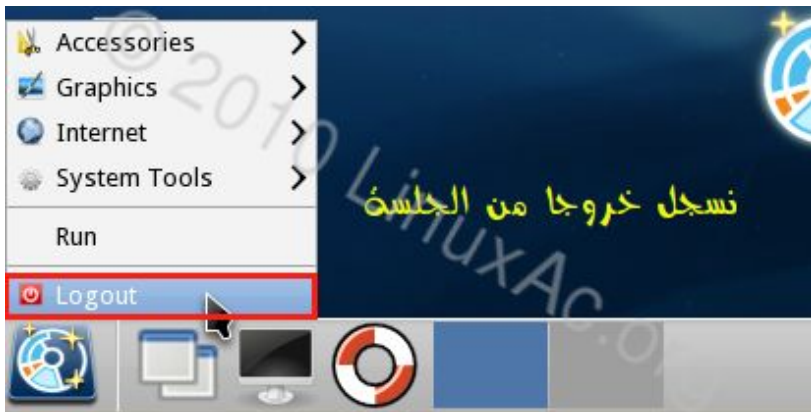 Accessories
Graphics
Internet
System Tools
Run
Logout
نسجل خروجا من الجلسة
© 2010 LinuxAc.org